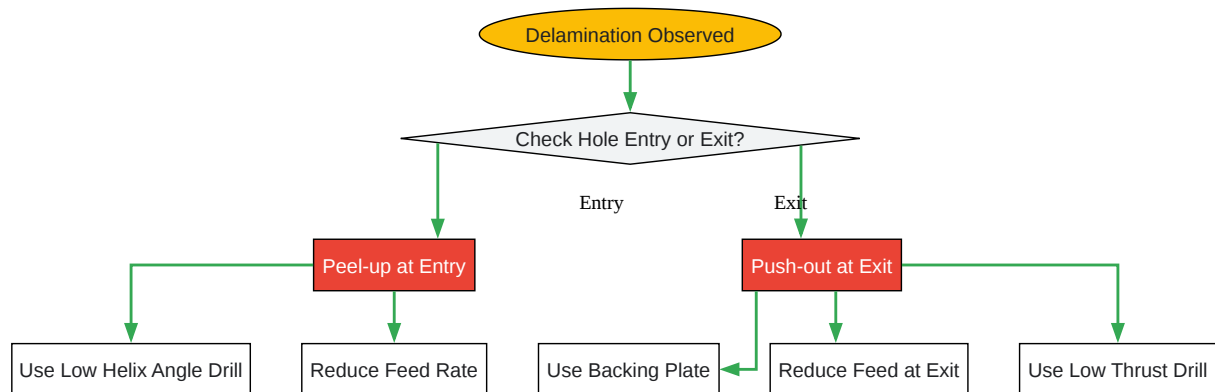 Delamination Observed
Check Hole Entry or Exit?
Entry
Exit
Peel-up at Entry
Push-out at Exit
Use Low Helix Angle Drill
Reduce Feed Rate
Use Backing Plate
Reduce Feed at Exit
Use Low Thrust Drill